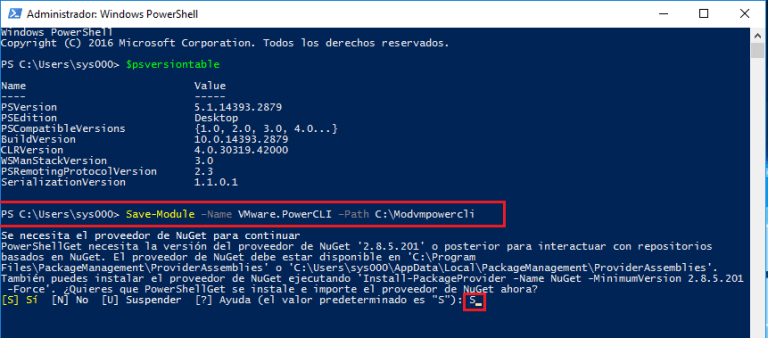 Administrador: Windows PowerShell
Windows PowerShell
Copyright (C) 2016 Microsoft Corporation. Todos los derechos reservados.
PS C:\Users\sys000> $psversiontable
Name Value
---- -----
PSVersion 5.1.14393.2879
PSEdition Desktop
PSCompatibleVersions {1.0, 2.0, 3.0, 4.0...}
BuildVersion 10.0.14393.2879
CLRVersion 4.0.30319.42000
WSManStackVersion 3.0
PSRemotingProtocolVersion 2.3
SerializationVersion 1.1.0.1
PS C:\Users\sys000> Save-Module -Name VMware.PowerCLI -Path C:\Modvmpowercli
Se necesita el proveedor de NuGet para continuar
PowerShellGet necesita la versión del proveedor de NuGet '2.8.5.201' o posterior para interactuar con repositorios
basados en NuGet. El proveedor de NuGet debe estar disponible en 'C:\Program
Files\PackageManagement\ProviderAssemblies' o 'C:\Users\sys000\AppData\Local\PackageManagement\ProviderAssemblies'.
También puedes instalar el proveedor de NuGet ejecutando 'Install-PackageProvider -Name NuGet -MinimumVersion 2.8.5.201
-Force'. ¿Quieres que PowerShellGet se instale e importe el proveedor de NuGet ahora?
[S] Sí [N] No [U] Suspender [?] Ayuda (el valor predeterminado es "S"): S_